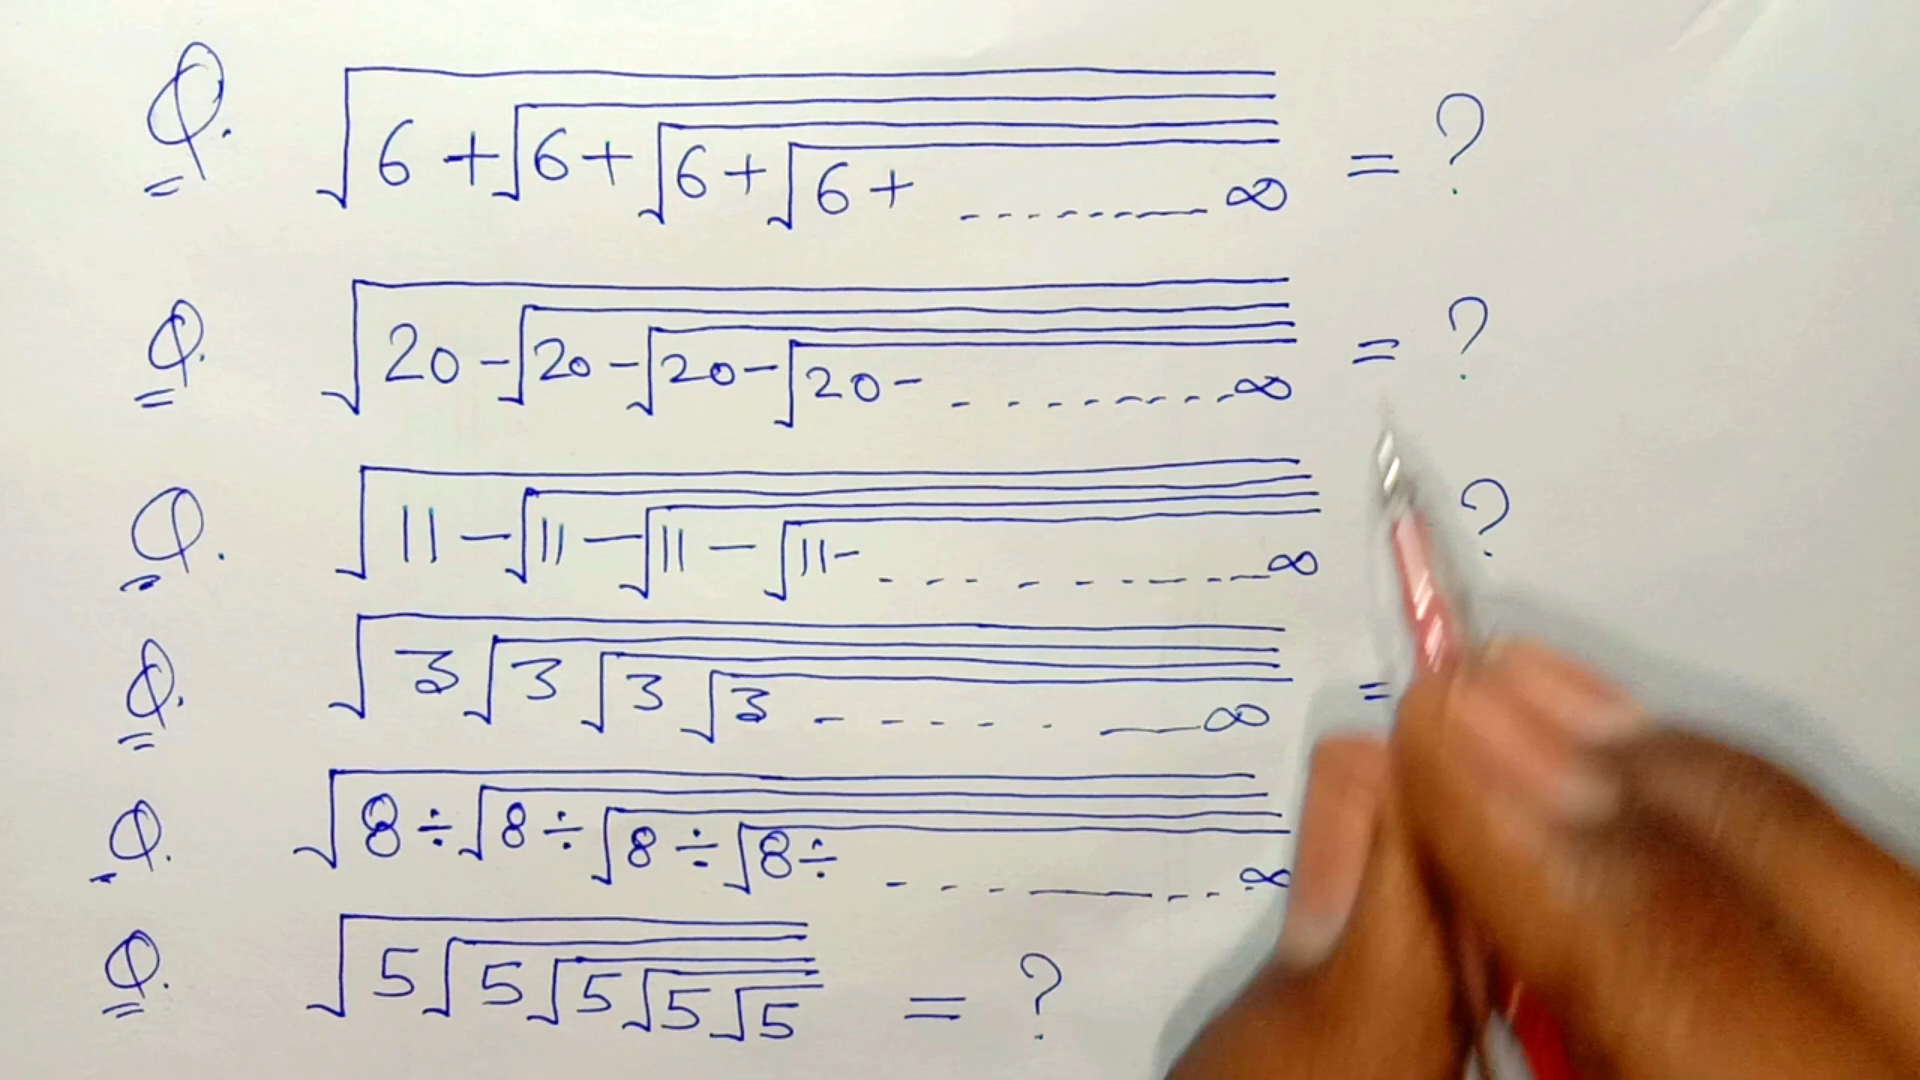 Q. √6+√6+√6+√6+ -------- ∞ = ?
Q. √20-√20-√20-√20- -------- ∞ = ?
Q. √11-√11-√11-√11- -------- ∞ ?
Q. √3√3√3√3 -------- ∞ =
Q. √8÷√8÷√8÷√8÷ -------- ∞
Q. √5√5√5√5√5 = ?